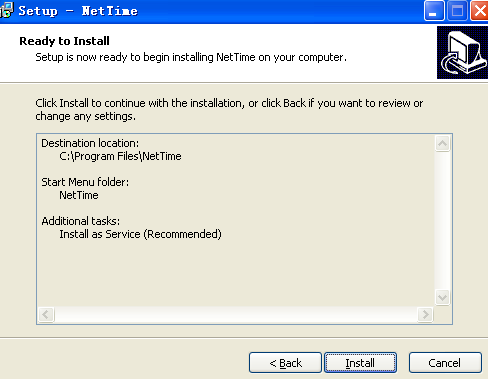 Setup - NetTime
Ready to Install
Setup is now ready to begin installing NetTime on your computer.
Click Install to continue with the installation, or click Back if you want to review or
change any settings.
Destination location:
C:\Program Files\NetTime
Start Menu folder:
NetTime
Additional tasks:
Install as Service (Recommended)
< Back
Install
Cancel